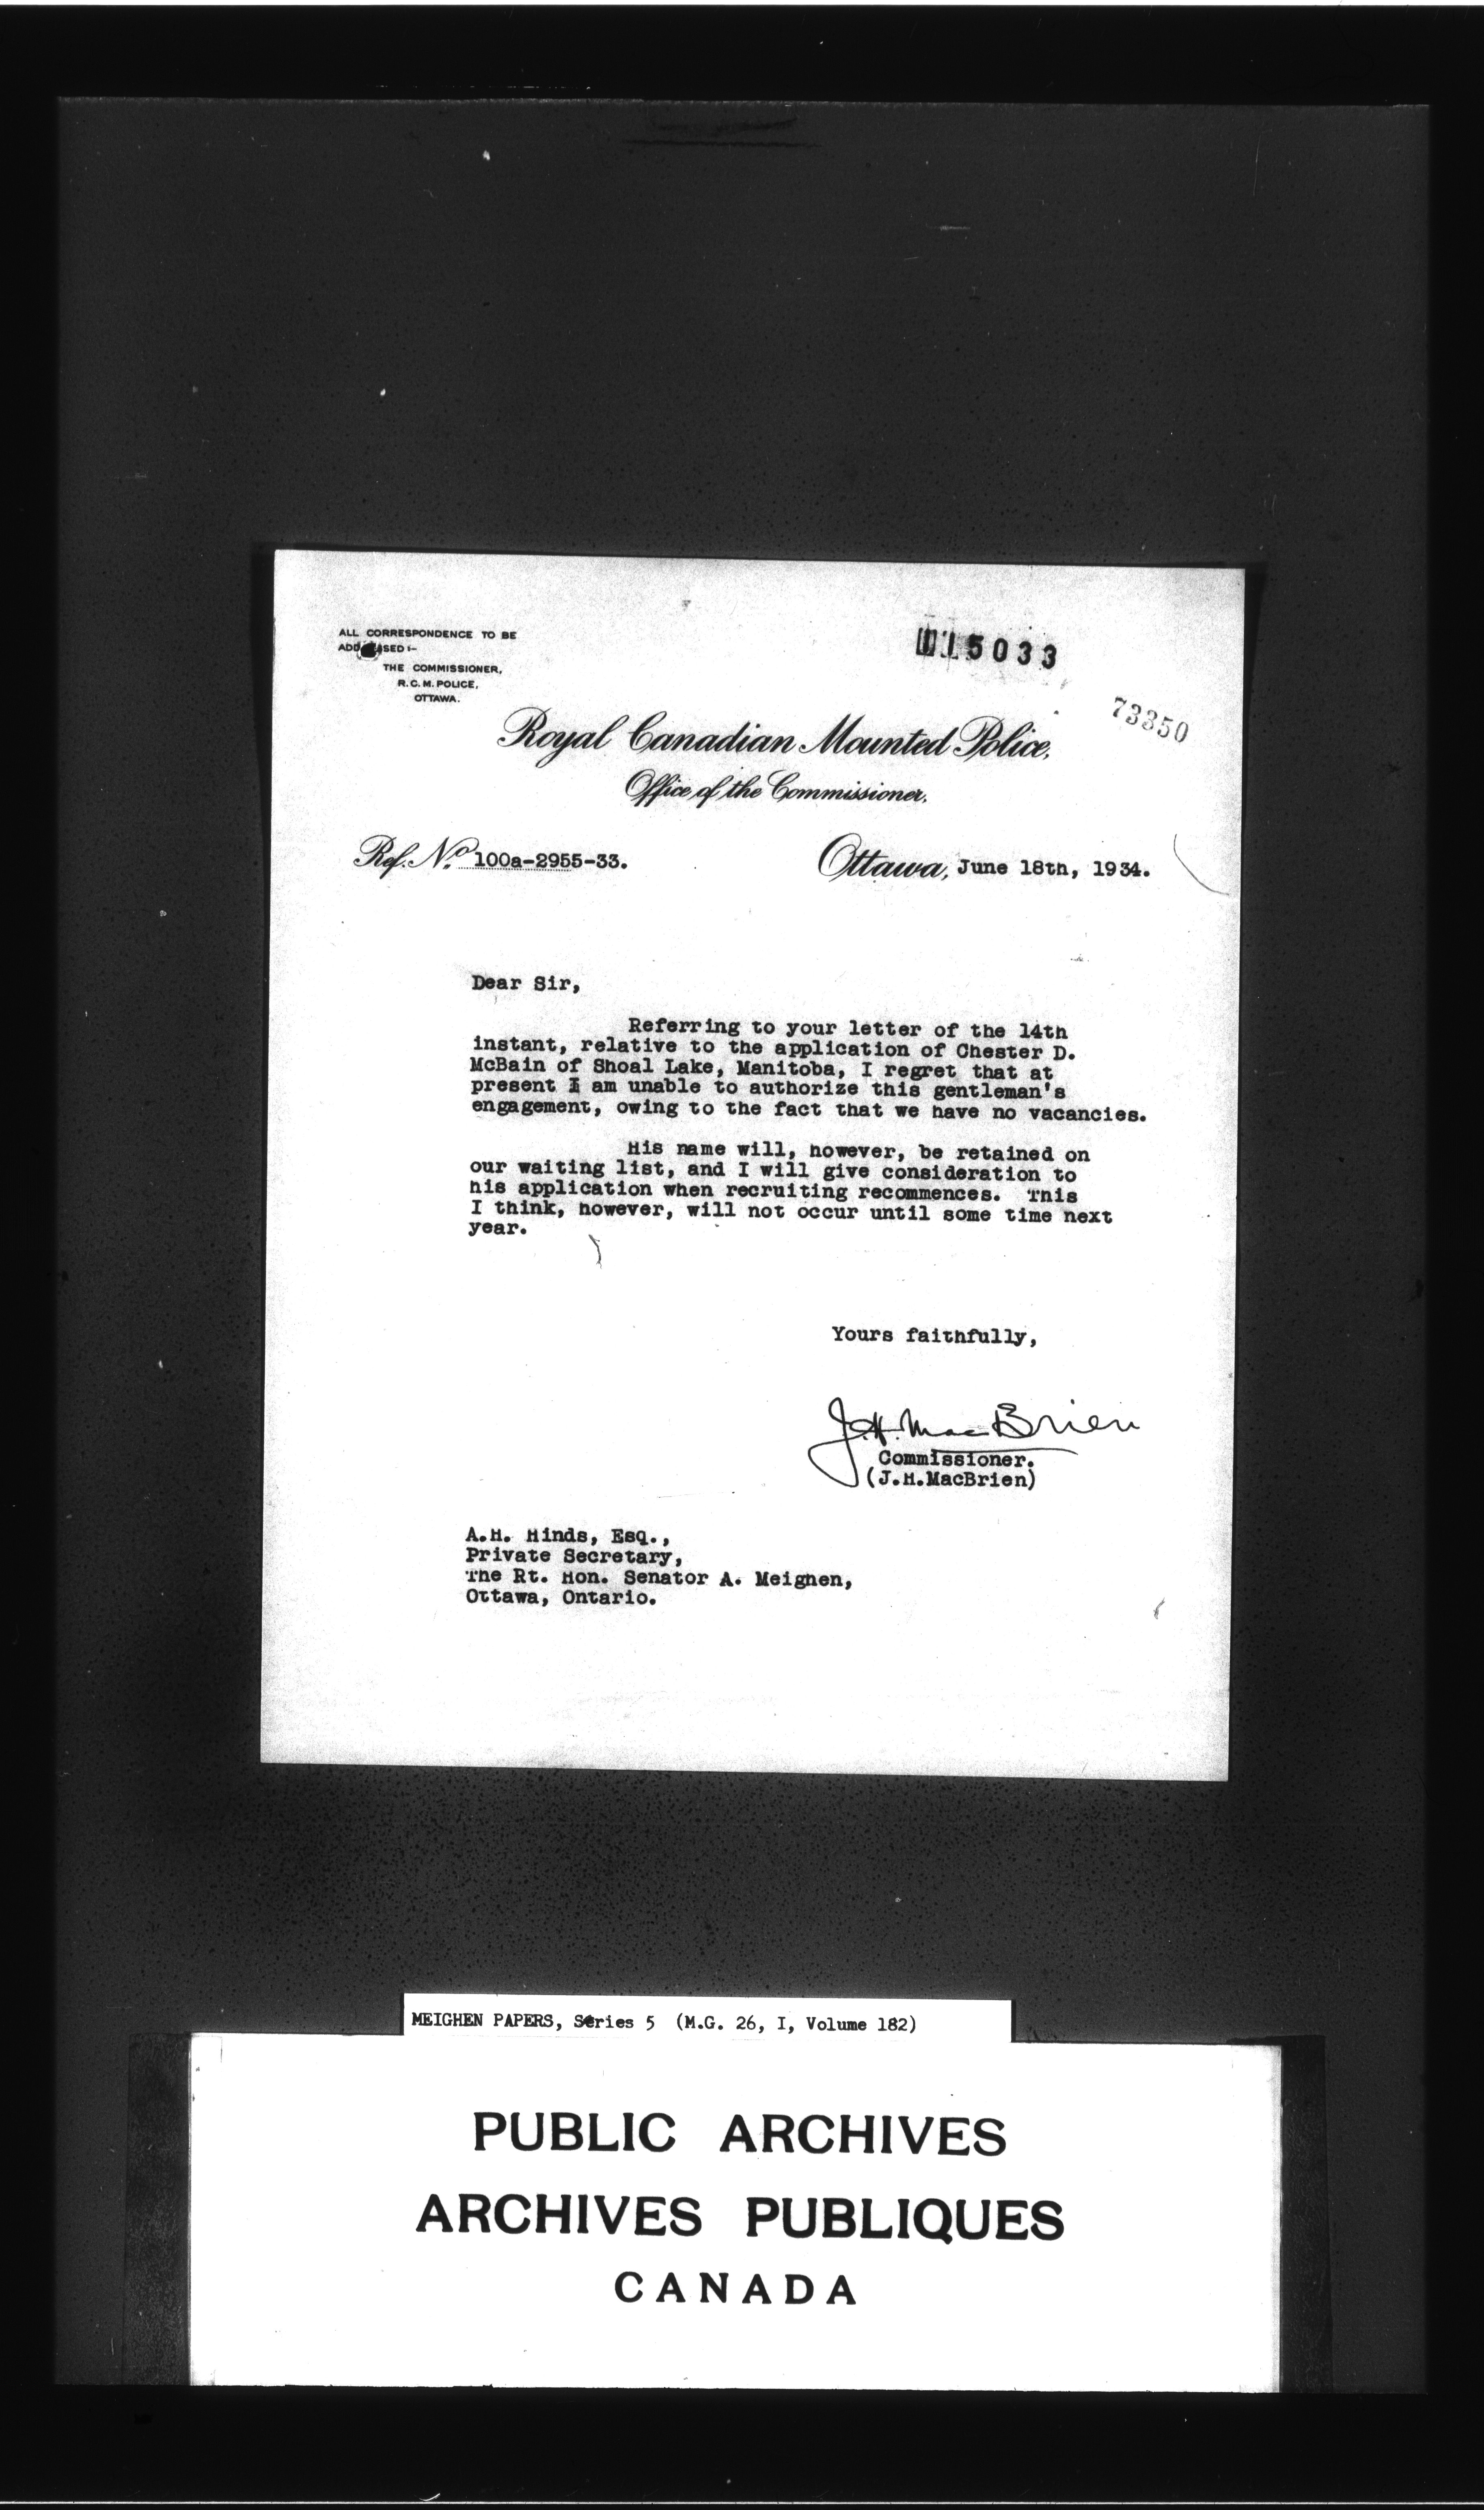 ALL CORRESPONDENCE TO BE
THE COMMISSIONER,
R.C.M. POLICE,
OTTAWA.
115033
73350
Royal Canadian Mounted Police,
Office of the Commissioner,
Ref. No. 100a-2955-33.
Ottawa, June 18th, 1934.
Dear Sir,
Referring to your letter of the 14th
instant, relative to the application of Chester D.
McBain of Shoal Lake, Manitoba, I regret that at
present I am unable to authorize this gentleman's
engagement, owing to the fact that we have no vacancies.
His name will, however, be retained on
our waiting list, and I will give consideration to
his application when recruiting recommences. This
I think, however, will not occur until some time next
year.
Yours faithfully,
J.H. MacBrien
Commissioner.
(J.H.MacBrien)
A.H. Hinds, Esq.,
Private Secretary,
The Rt. Hon. Senator A. Meighen,
Ottawa, Ontario.
MEIGHEN PAPERS, Series 5 (M.G. 26, I, Volume 182)
PUBLIC ARCHIVES
ARCHIVES PUBLIQUES
CANADA